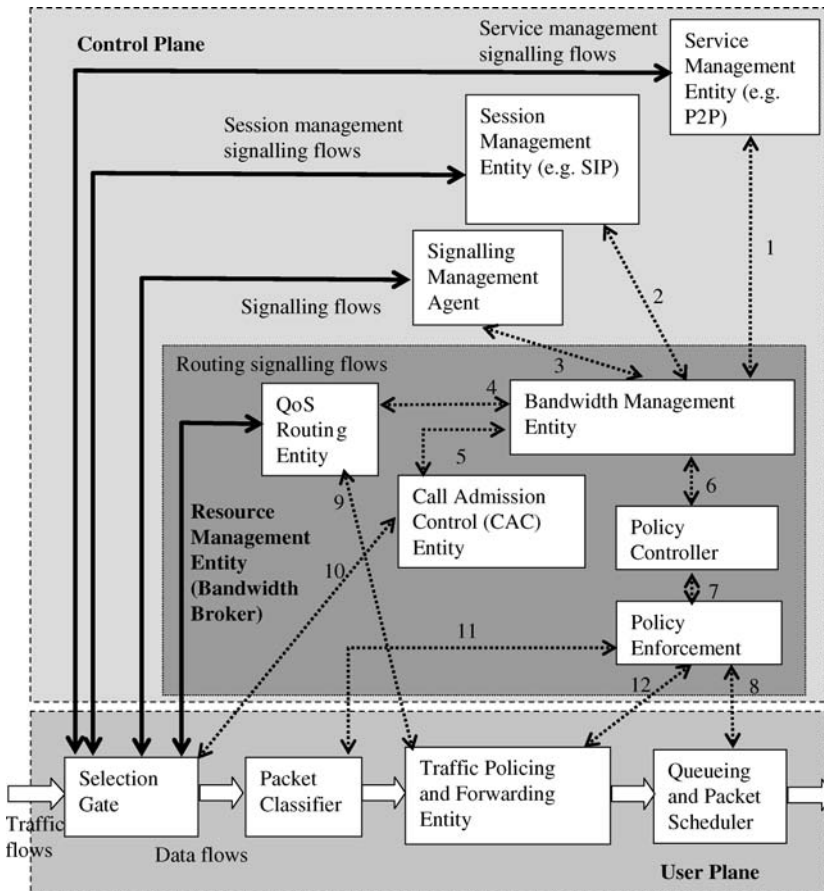 Control Plane
Service management
signalling flows
Service
Management
Entity (e.g.
P2P)
Session management
signalling flows
Session
Management
Entity (e.g. SIP)
1
Signalling
Management
Agent
2
Signalling flows
3
Routing signalling flows
QoS
Routing
Entity
4
Bandwidth Management
Entity
5
6
9
Call Admission
Control (CAC)
Entity
Policy
Controller
Resource
Management
Entity
(Bandwidth
Broker)
10
7
Policy
Enforcement
11
12
8
Selection
Gate
Packet
Classifier
Traffic Policing
and Forwarding
Entity
Queueing
and Packet
Scheduler
Traffic
flows
Data flows
User Plane